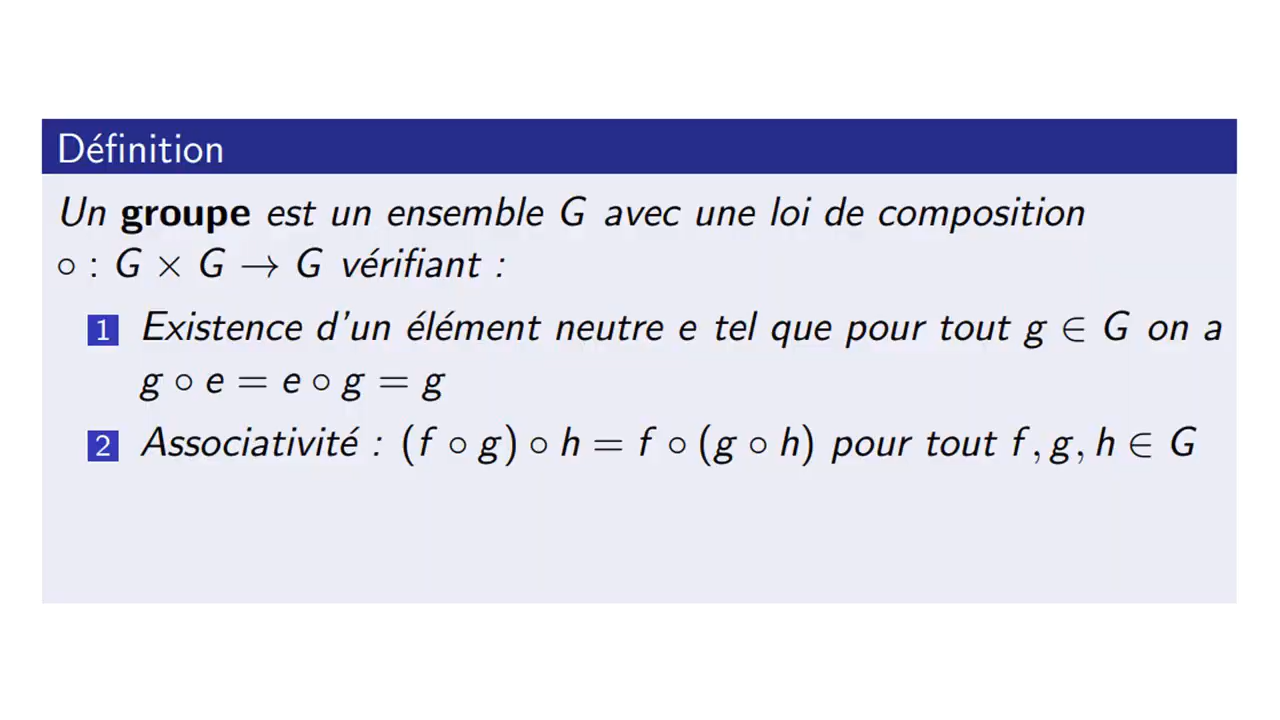 Définition
Un groupe est un ensemble G avec une loi de composition
∘ : G × G → G vérifiant :
1 Existence d'un élément neutre e tel que pour tout g ∈ G on a
g ∘ e = e ∘ g = g
2 Associativité : (f ∘ g) ∘ h = f ∘ (g ∘ h) pour tout f, g, h ∈ G